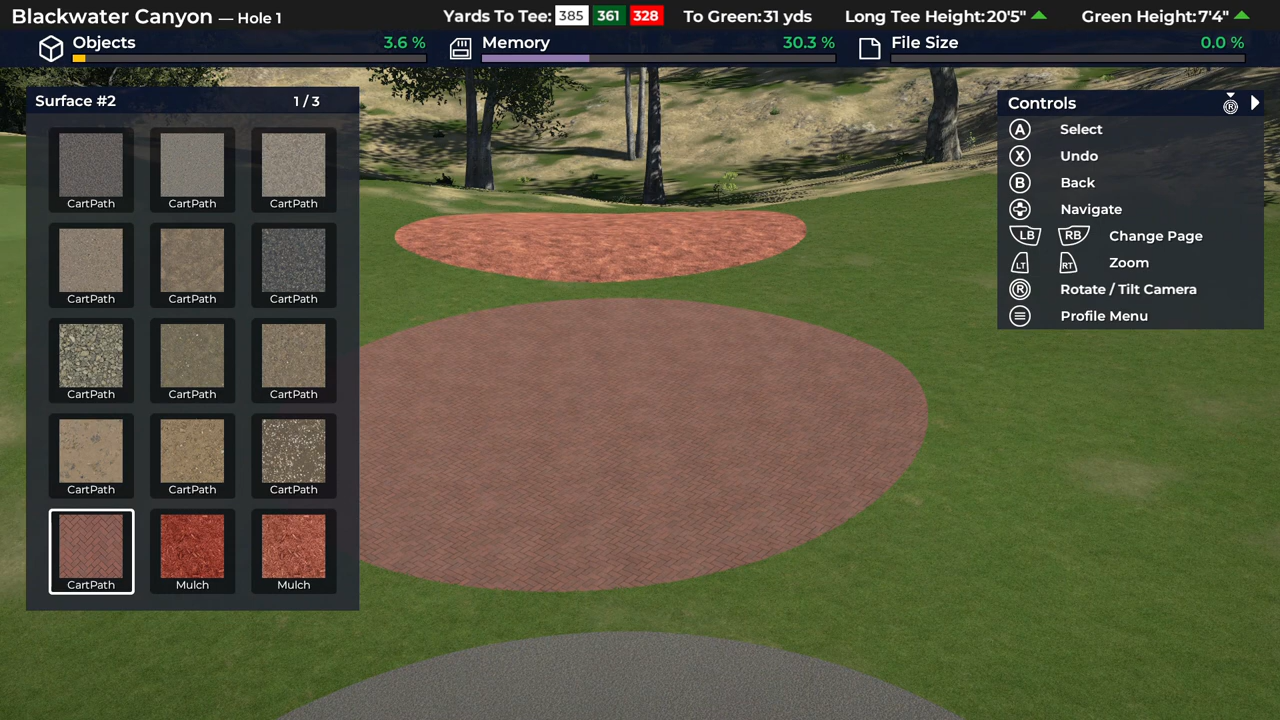 Blackwater Canyon — Hole 1
Yards To Tee: 385 361 328 To Green: 31 yds Long Tee Height: 20'5" Green Height: 7'4"
Objects 3.6 % Memory 30.3 % File Size 0.0 %
Surface #2 1 / 3
CartPath CartPath CartPath
CartPath CartPath CartPath
CartPath CartPath CartPath
CartPath CartPath CartPath
CartPath Mulch Mulch
Controls R
A Select
X Undo
B Back
Navigate
LB RB Change Page
LT RT Zoom
R Rotate / Tilt Camera
Profile Menu